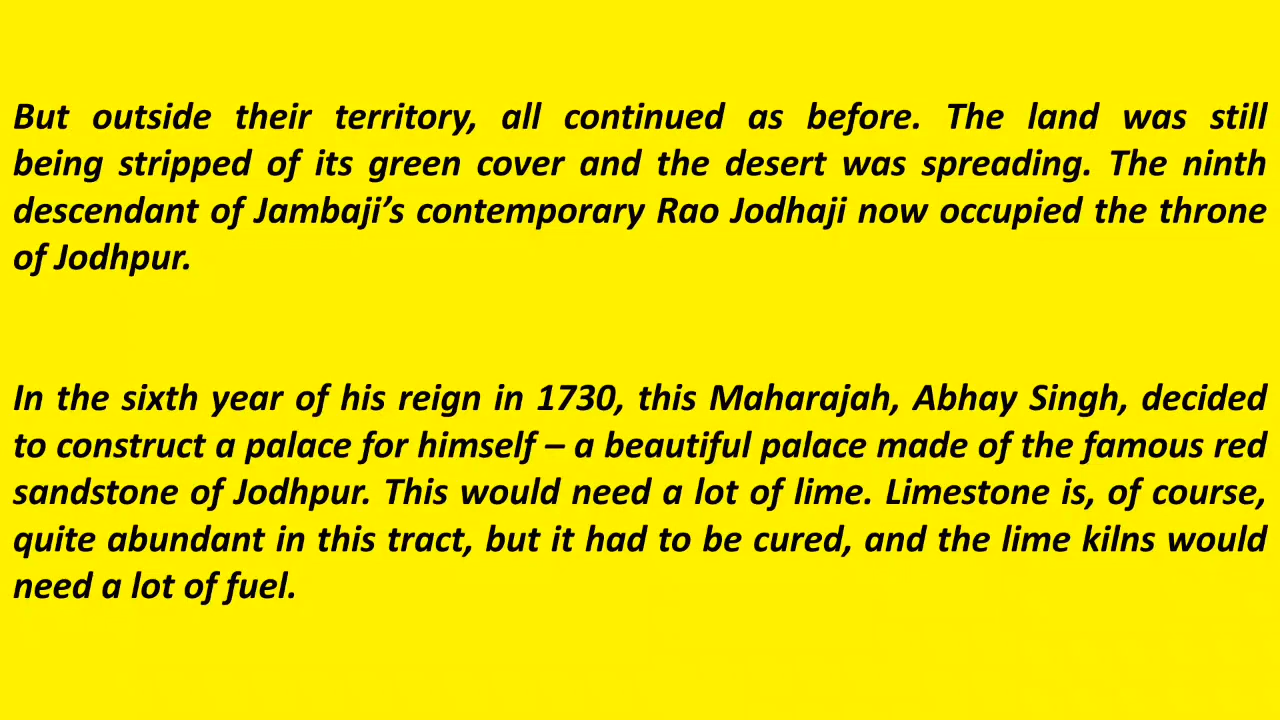 But outside their territory, all continued as before. The land was still
being stripped of its green cover and the desert was spreading. The ninth
descendant of Jambaji’s contemporary Rao Jodhaji now occupied the throne
of Jodhpur.
In the sixth year of his reign in 1730, this Maharajah, Abhay Singh, decided
to construct a palace for himself – a beautiful palace made of the famous red
sandstone of Jodhpur. This would need a lot of lime. Limestone is, of course,
quite abundant in this tract, but it had to be cured, and the lime kilns would
need a lot of fuel.